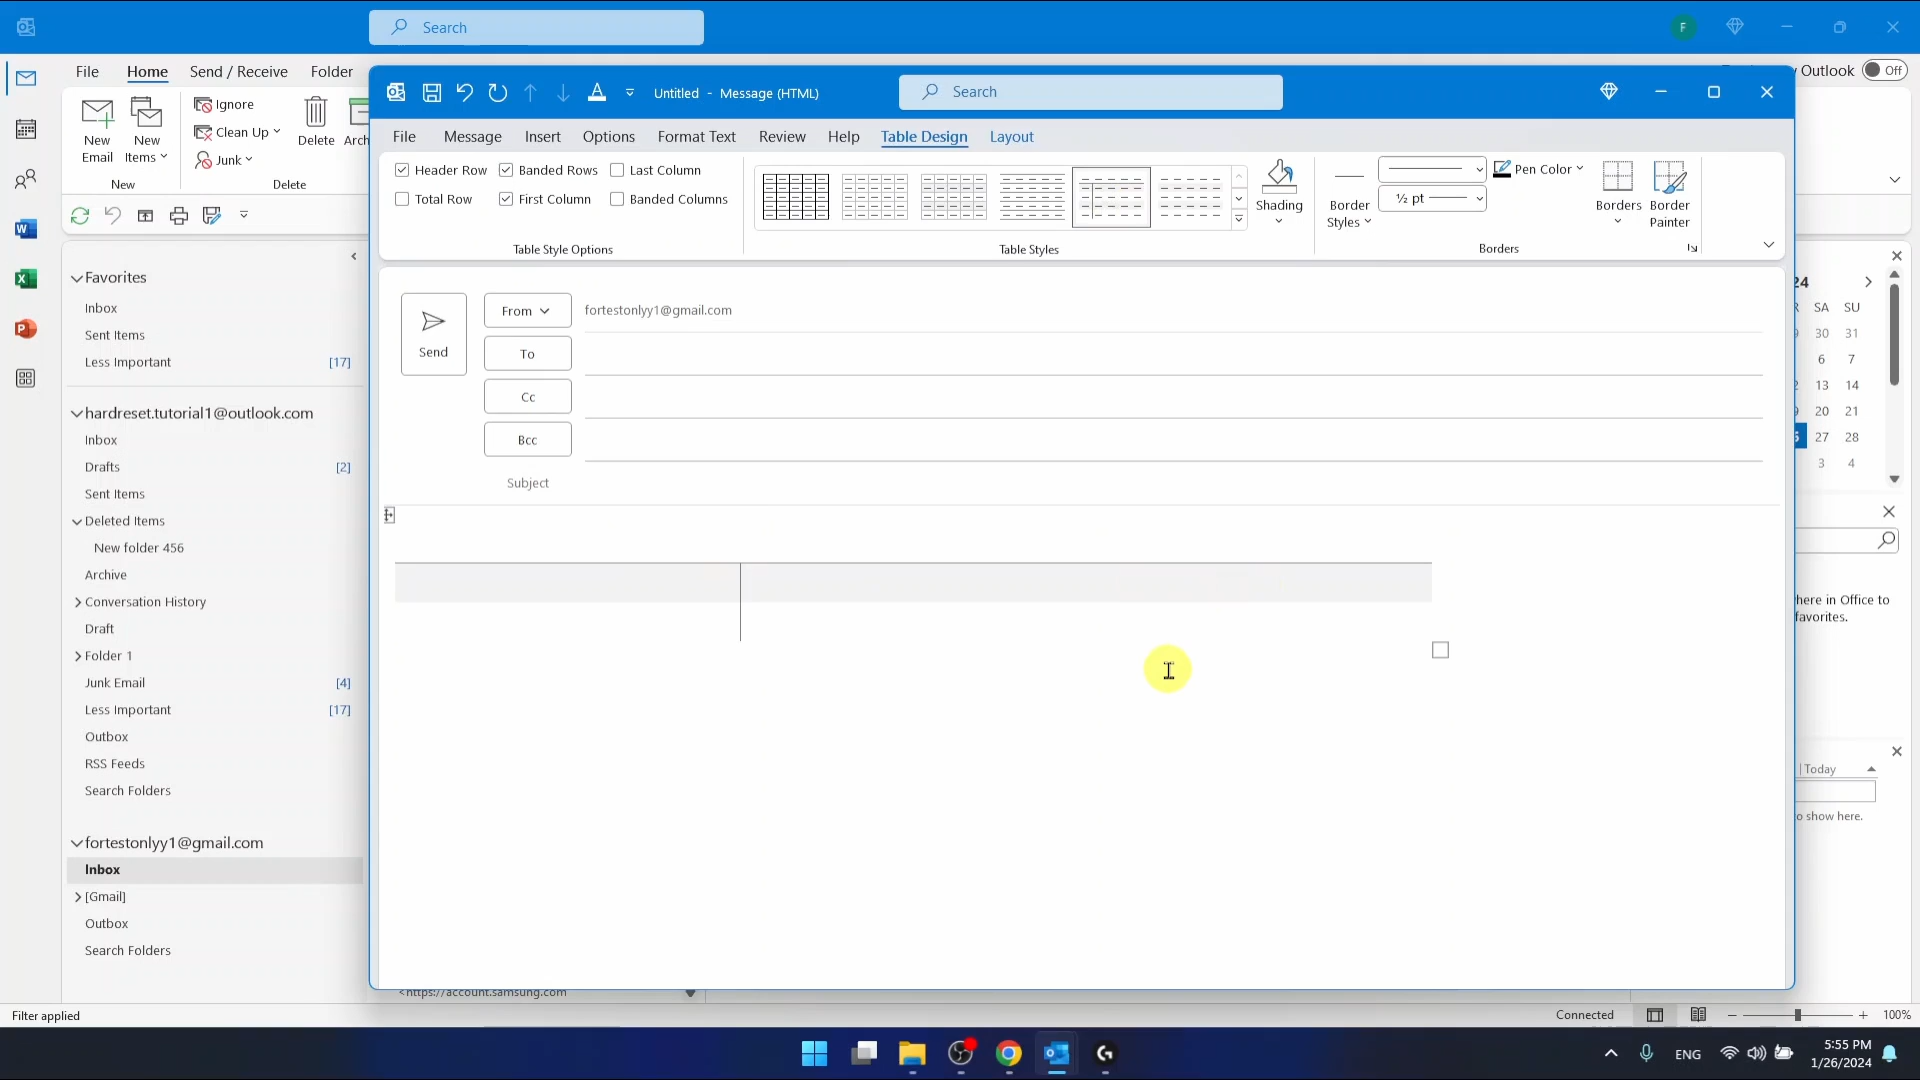 Search
F
File Home Send / Receive Folder
Outlook Off
New Email
New Items
Ignore
Clean Up
Junk
Delete
New
Delete
Untitled - Message (HTML)
Search
File Message Insert Options Format Text Review Help Table Design Layout
Header Row Banded Rows Last Column
Total Row First Column Banded Columns
Table Style Options
Table Styles
Shading
Border Styles
½ pt
Pen Color
Borders
Border Painter
Borders
Send
From
fortestonlyy1@gmail.com
To
Cc
Bcc
Subject
Favorites
Inbox
Sent Items
Less Important [17]
hardreset.tutorial1@outlook.com
Inbox
Drafts [2]
Sent Items
Deleted Items
New folder 456
Archive
Conversation History
Draft
Folder 1
Junk Email [4]
Less Important [17]
Outbox
RSS Feeds
Search Folders
fortestonlyy1@gmail.com
Inbox
[Gmail]
Outbox
Search Folders
24
SA SU
30 31
6 7
13 14
20 21
27 28
3 4
here in Office to
favorites.
Today
o show here.
<https://account.samsung.com
Filter applied
Connected
100%
ENG
5:55 PM
1/26/2024